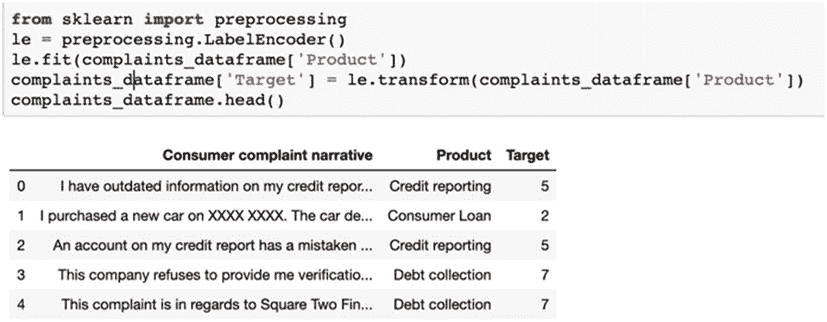 from sklearn import preprocessing
le = preprocessing.LabelEncoder()
le.fit(complaints_dataframe['Product'])
complaints_dataframe['Target'] = le.transform(complaints_dataframe['Product'])
complaints_dataframe.head()
Consumer complaint narrative Product Target
0 I have outdated information on my credit repor... Credit reporting 5
1 I purchased a new car on XXXX XXXX. The car de... Consumer Loan 2
2 An account on my credit report has a mistaken ... Credit reporting 5
3 This company refuses to provide me verificatio... Debt collection 7
4 This complaint is in regards to Square Two Fin... Debt collection 7